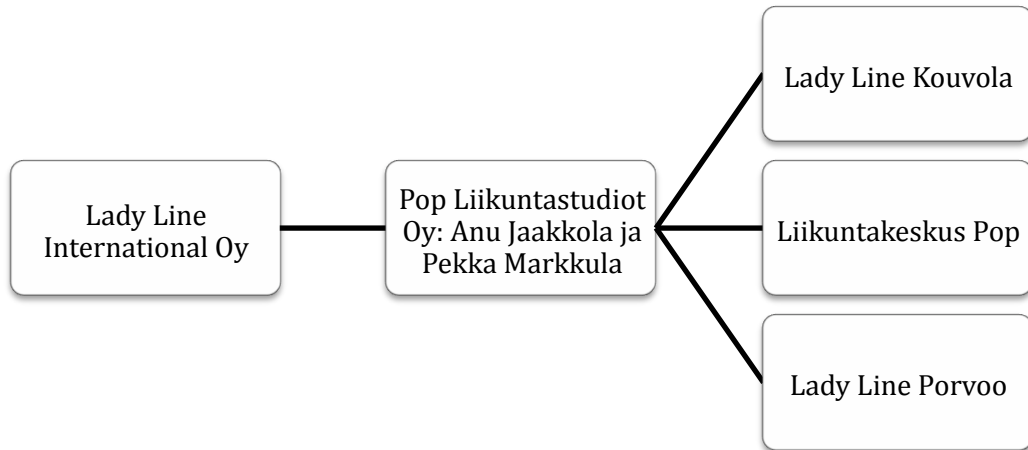 Lady Line
International Oy
Pop Liikuntastudiot
Oy: Anu Jaakkola ja
Pekka Markkula
Lady Line Kouvola
Liikuntakeskus Pop
Lady Line Porvoo